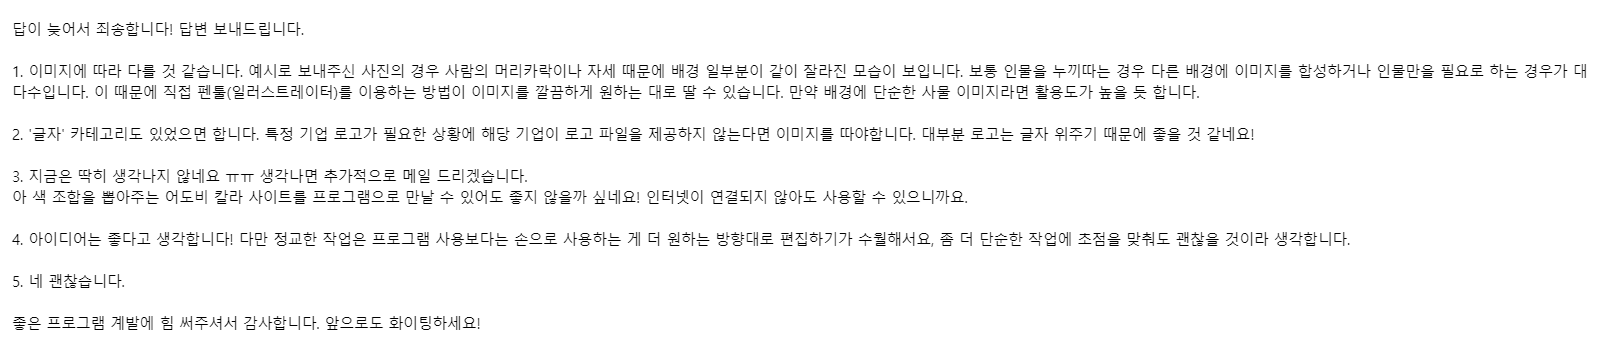 답이 늦어서 죄송합니다! 답변 보내드립니다.
1. 이미지에 따라 다를 것 같습니다. 예시로 보내주신 사진의 경우 사람의 머리카락이나 자세 때문에 배경 일부분이 같이 잘라진 모습이 보입니다. 보통 인물을 누끼따는 경우 다른 배경에 이미지를 합성하거나 인물만을 필요로 하는 경우가 대
다수입니다. 이 때문에 직접 펜툴(일러스트레이터)를 이용하는 방법이 이미지를 깔끔하게 원하는 대로 딸 수 있습니다. 만약 배경에 단순한 사물 이미지라면 활용도가 높을 듯 합니다.
2. '글자' 카테고리도 있었으면 합니다. 특정 기업 로고가 필요한 상황에 해당 기업이 로고 파일을 제공하지 않는다면 이미지를 따야합니다. 대부분 로고는 글자 위주기 때문에 좋을 것 같네요!
3. 지금은 딱히 생각나지 않네요 ㅠㅠ 생각나면 추가적으로 메일 드리겠습니다.
아 색 조합을 뽑아주는 어도비 칼라 사이트를 프로그램으로 만날 수 있어도 좋지 않을까 싶네요! 인터넷이 연결되지 않아도 사용할 수 있으니까요.
4. 아이디어는 좋다고 생각합니다! 다만 정교한 작업은 프로그램 사용보다는 손으로 사용하는 게 더 원하는 방향대로 편집하기가 수월해서요, 좀 더 단순한 작업에 초점을 맞춰도 괜찮을 것이라 생각합니다.
5. 네 괜찮습니다.
좋은 프로그램 계발에 힘 써주셔서 감사합니다. 앞으로도 화이팅하세요!